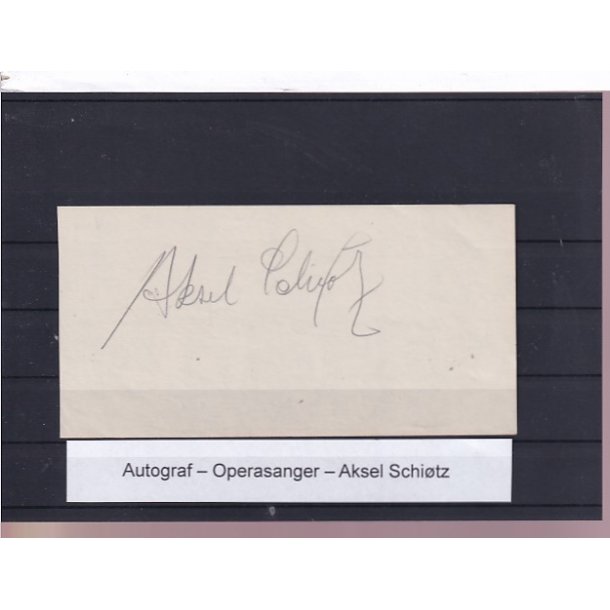 Aksel Schiøtz
Autograf – Operasanger – Aksel Schiøtz